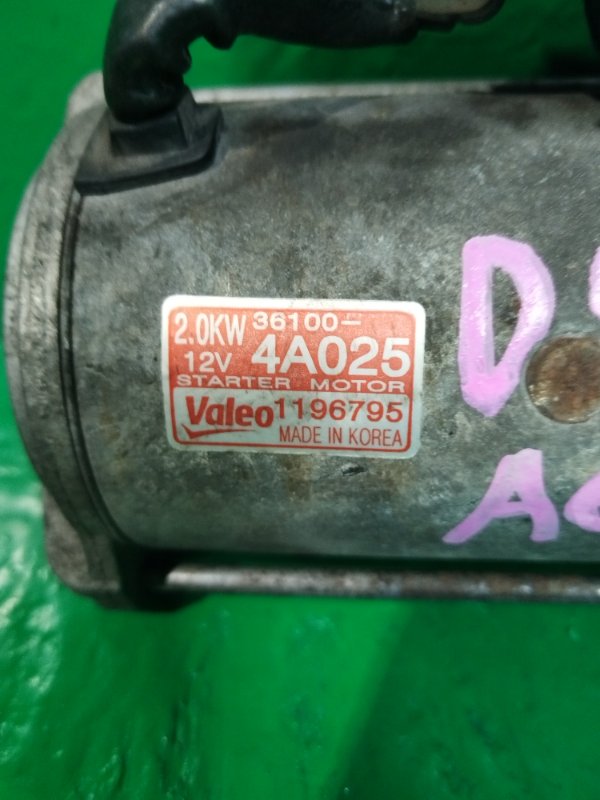 2.0KW 36100-
12V 4A025
STARTER MOTOR
Valeo 1196795
MADE IN KOREA
D
A